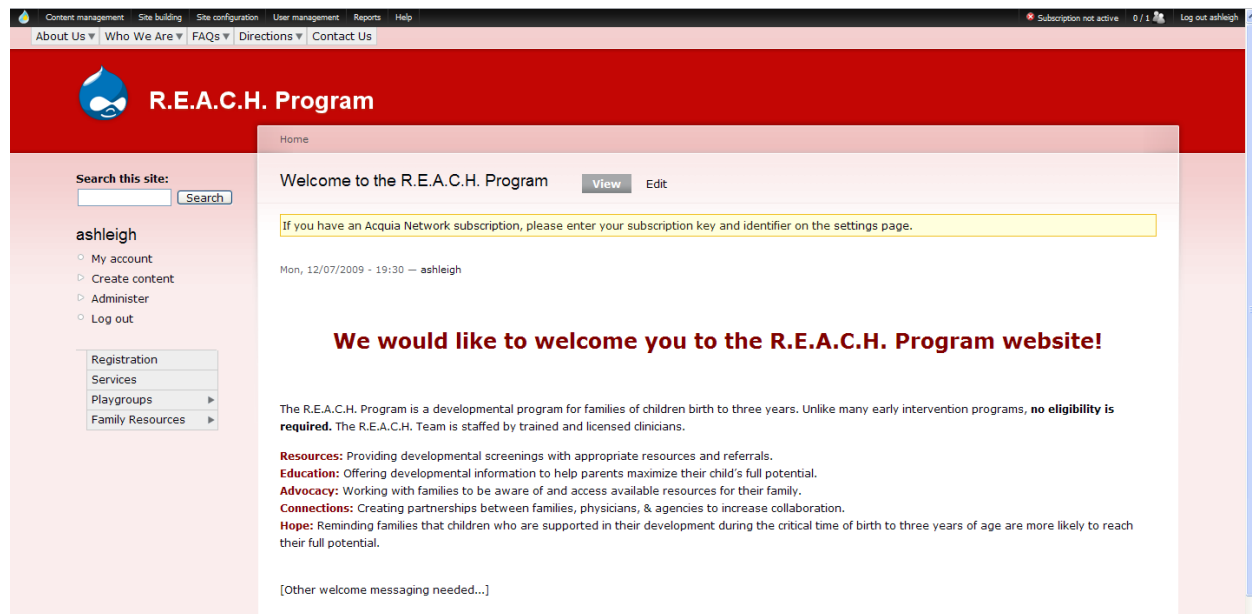 Content management Site building Site configuration User management Reports Help Subscription not active 0 / 1 Log out ashleigh
About Us Who We Are FAQs Directions Contact Us
R.E.A.C.H. Program
Home
Search this site:
Search
ashleigh
My account
Create content
Administer
Log out
Registration
Services
Playgroups
Family Resources
Welcome to the R.E.A.C.H. Program View Edit
If you have an Acquia Network subscription, please enter your subscription key and identifier on the settings page.
Mon, 12/07/2009 - 19:30 — ashleigh
We would like to welcome you to the R.E.A.C.H. Program website!
The R.E.A.C.H. Program is a developmental program for families of children birth to three years. Unlike many early intervention programs, no eligibility is
required. The R.E.A.C.H. Team is staffed by trained and licensed clinicians.
Resources: Providing developmental screenings with appropriate resources and referrals.
Education: Offering developmental information to help parents maximize their child's full potential.
Advocacy: Working with families to be aware of and access available resources for their family.
Connections: Creating partnerships between families, physicians, & agencies to increase collaboration.
Hope: Reminding families that children who are supported in their development during the critical time of birth to three years of age are more likely to reach
their full potential.
[Other welcome messaging needed...]